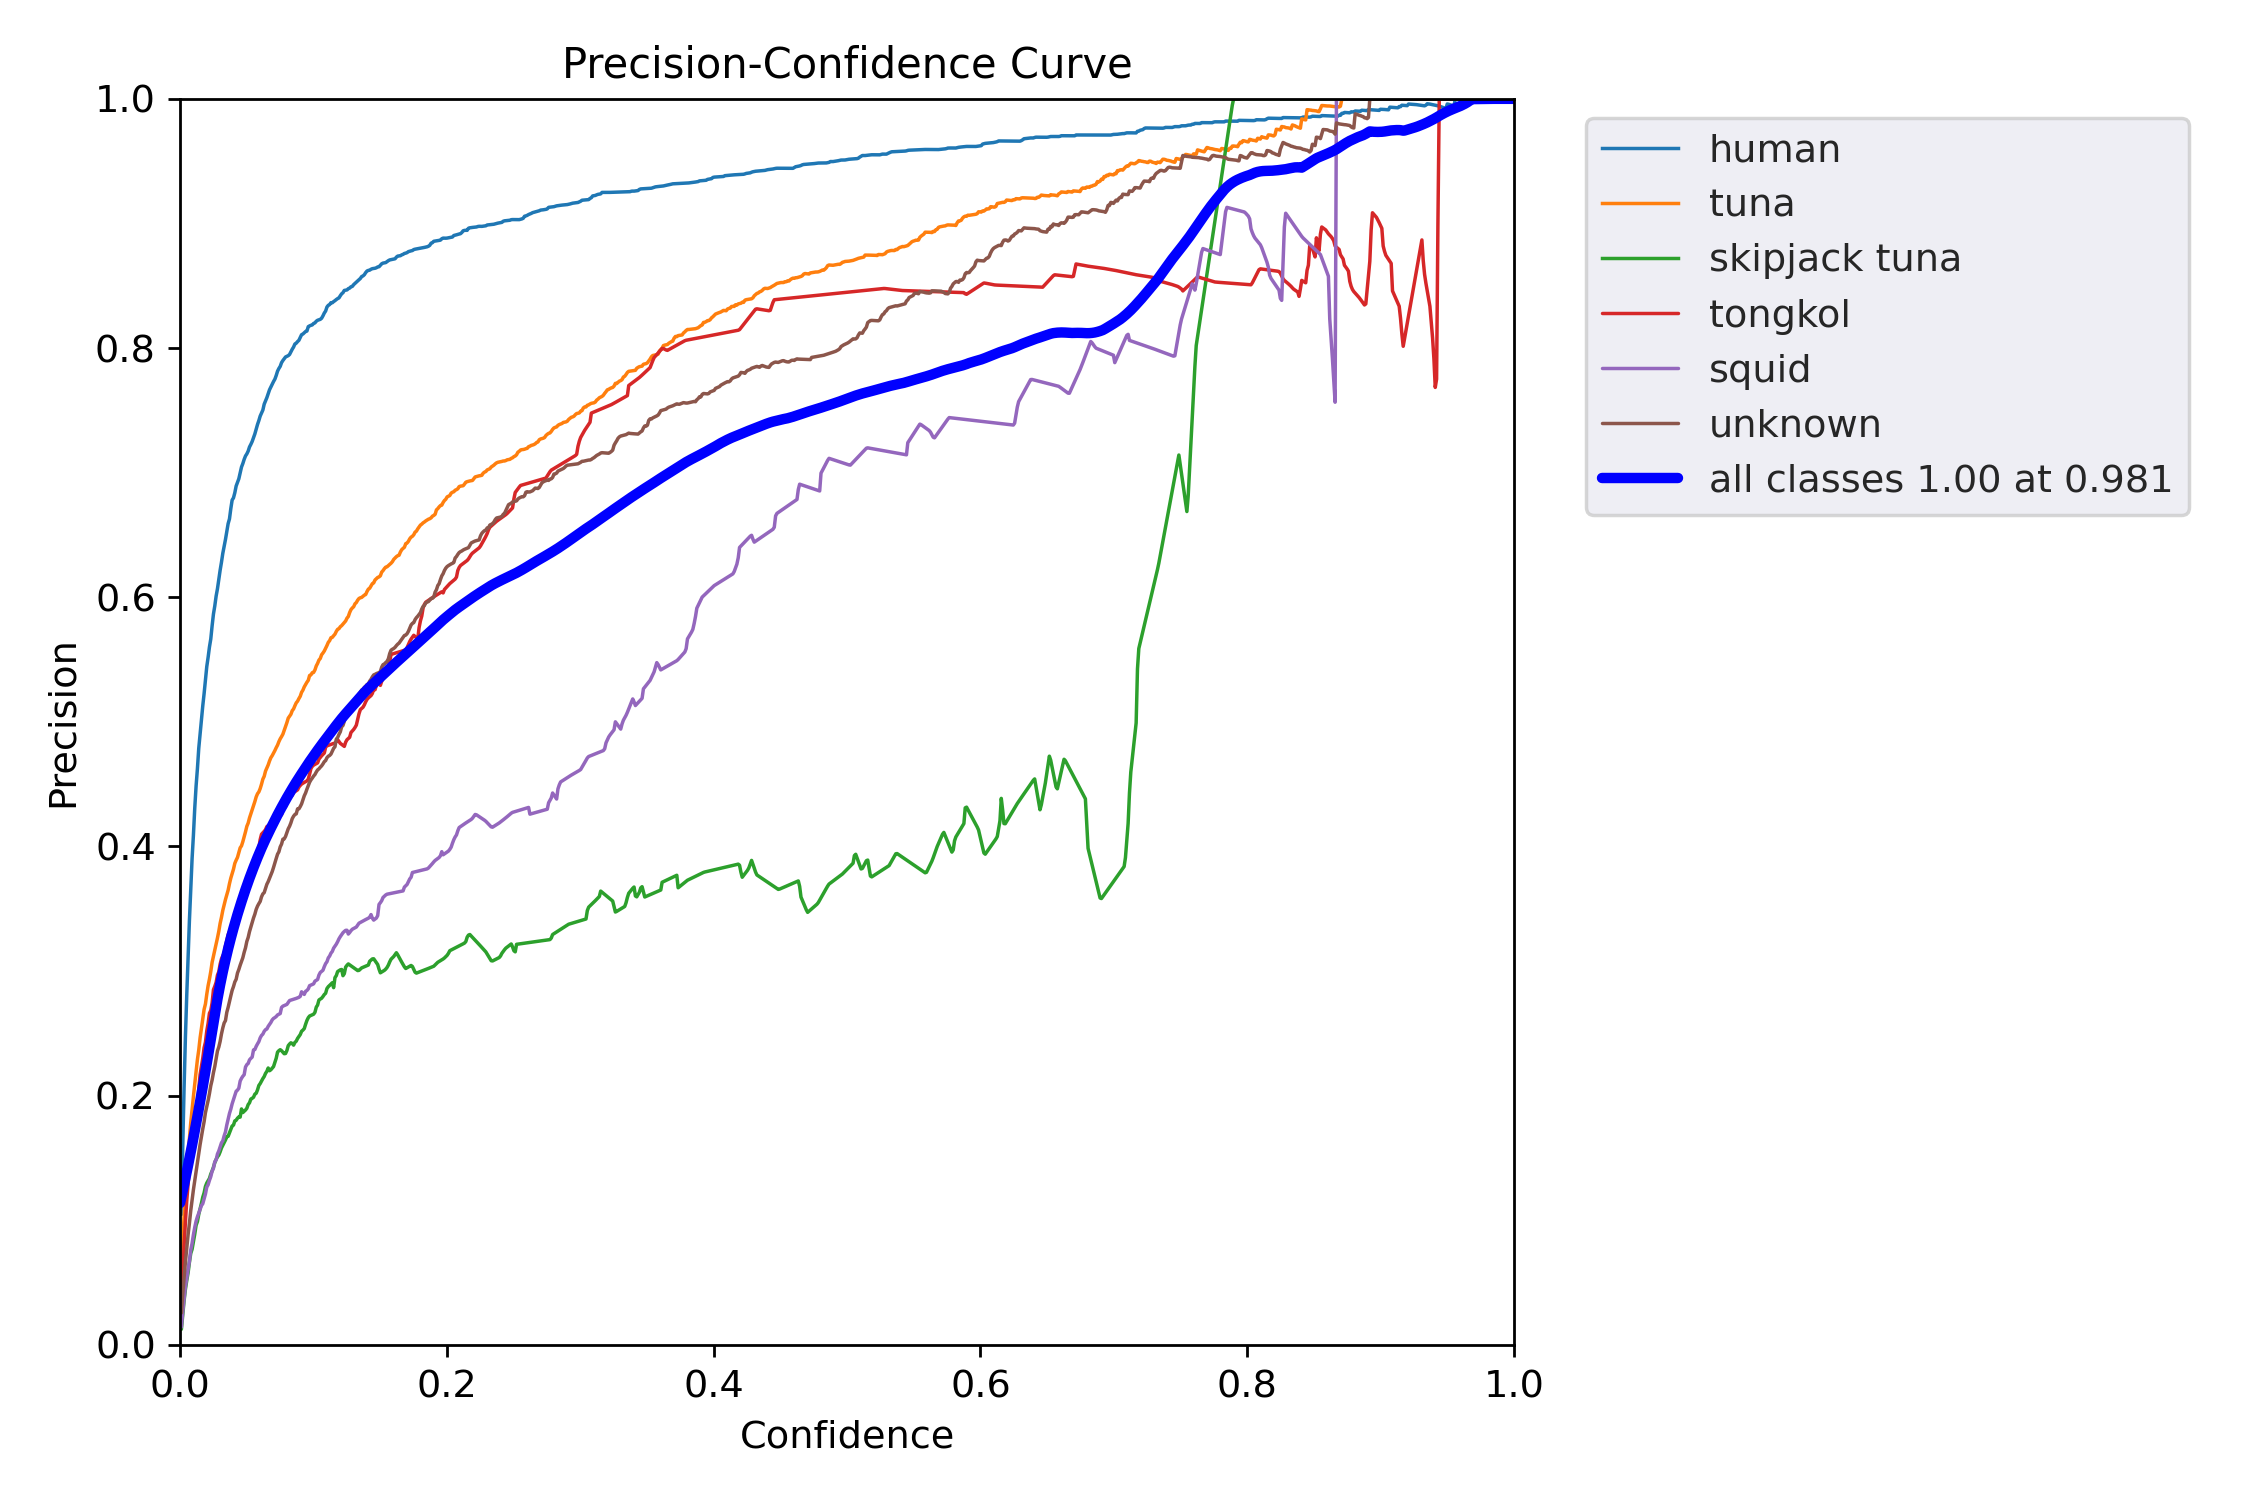 Precision-Confidence Curve
1.0
0.8
0.6
0.4
0.2
0.0
Precision
0.0 0.2 0.4 0.6 0.8 1.0
Confidence
human
tuna
skipjack tuna
tongkol
squid
unknown
all classes 1.00 at 0.981